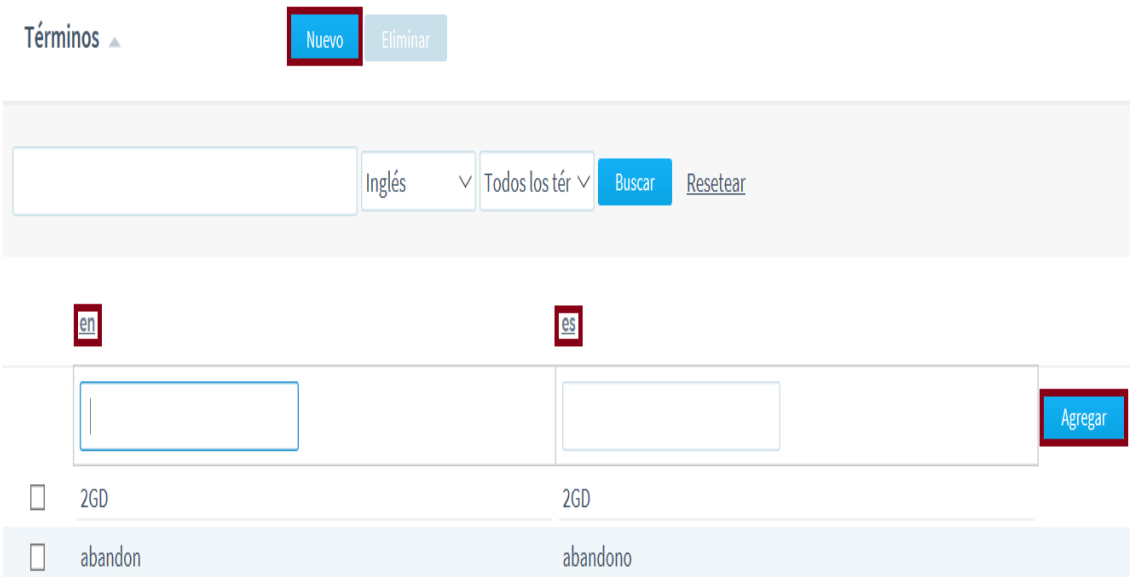 Términos
Nuevo Eliminar
Inglés Todos los tér Buscar Resetear
en es
Agregar
2GD 2GD
abandon abandono